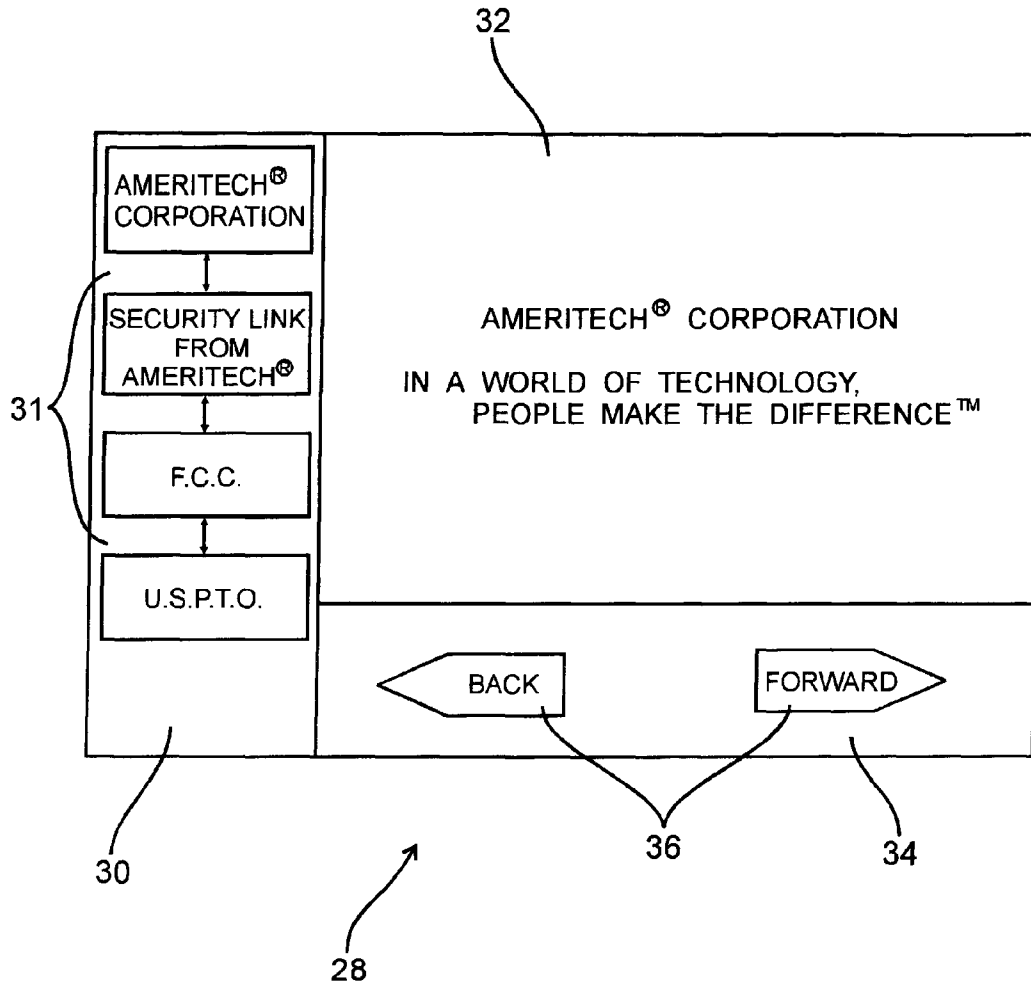 32
AMERITECH®
CORPORATION
SECURITY LINK
FROM
AMERITECH®
31
F.C.C.
U.S.P.T.O.
AMERITECH® CORPORATION
IN A WORLD OF TECHNOLOGY,
PEOPLE MAKE THE DIFFERENCE™
BACK
FORWARD
30
36
34
28